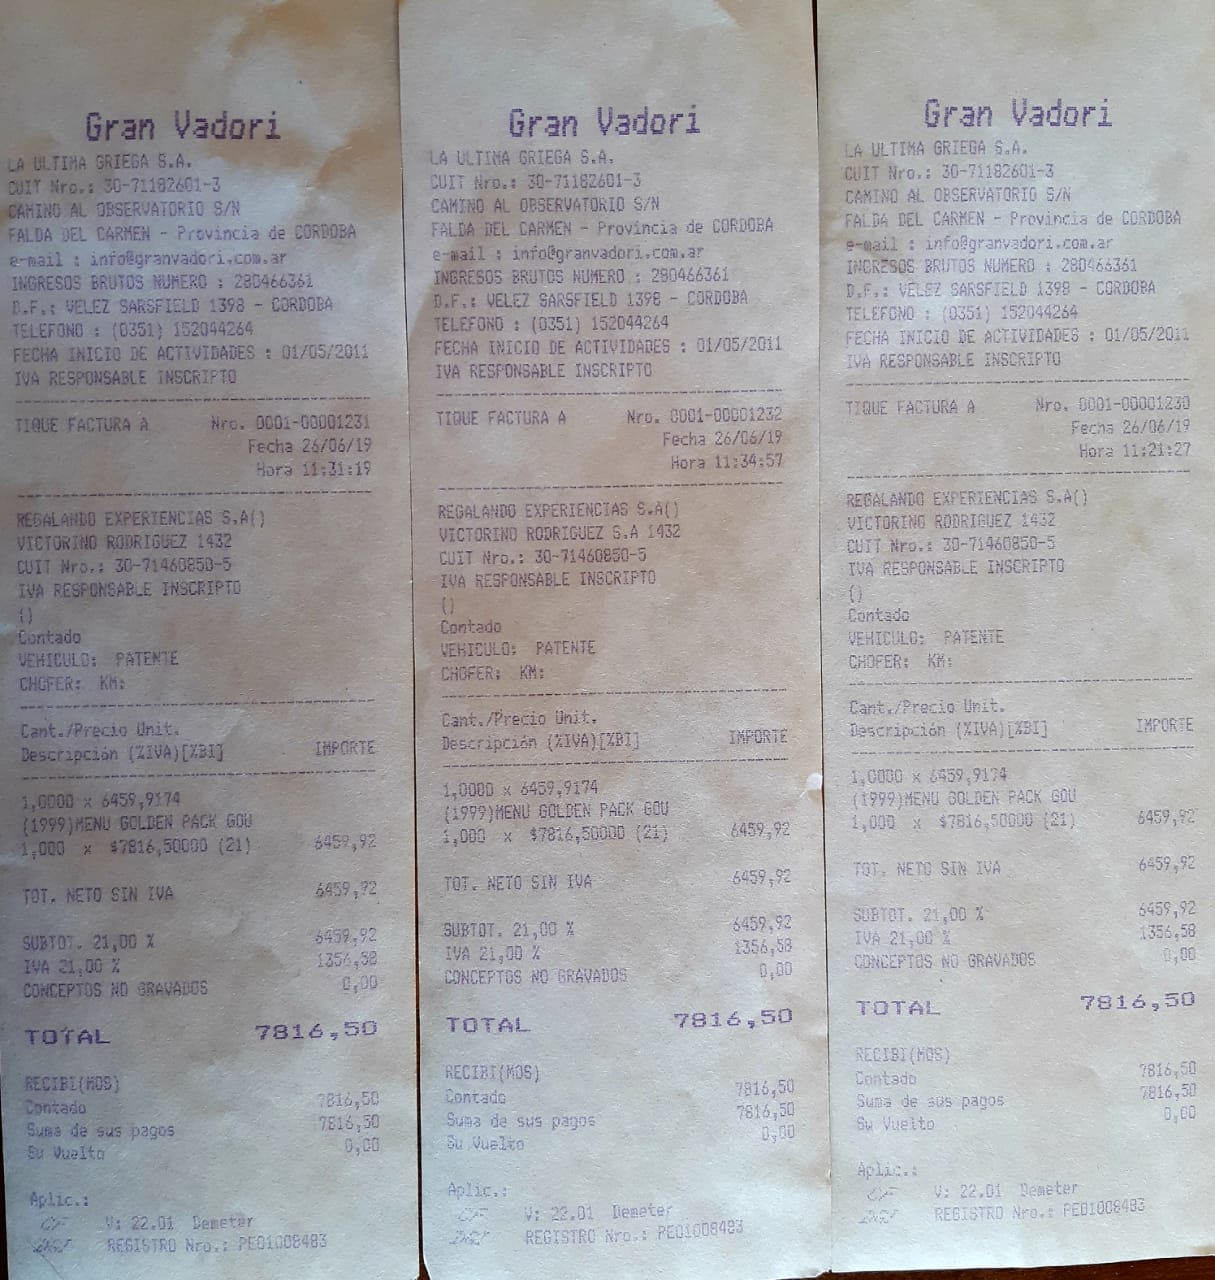 Gran Vadori
LA ULTIMA GRIEGA S.A.
CUIT Nro.: 30-71182601-3
CAMINO AL OBSERVATORIO S/N
FALDA DEL CARMEN - Provincia de CORDOBA
e-mail : info@granvadori.com.ar
INGRESOS BRUTOS NUMERO : 280466361
D.F.: VELEZ SARSFIELD 1398 - CORDOBA
TELEFONO : (0351) 152044264
FECHA INICIO DE ACTIVIDADES : 01/05/2011
IVA RESPONSABLE INSCRIPTO
TIQUE FACTURA A Nro. 0001-00001231
Fecha 26/06/19
Hora 11:31:19
REGALANDO EXPERIENCIAS S.A()
VICTORINO RODRIGUEZ 1432
CUIT Nro.: 30-71460850-5
IVA RESPONSABLE INSCRIPTO
()
Contado
VEHICULO: PATENTE
CHOFER: KM:
Cant./Precio Unit.
Descripción (%IVA)[%BI] IMPORTE
1,0000 x 6459,9174
(1999)MENU GOLDEN PACK GOU
1,000 x $7816,50000 (21) 6459,92
TOT. NETO SIN IVA 6459,92
SUBTOT. 21,00 % 6459,92
IVA 21,00 % 1356,58
CONCEPTOS NO GRAVADOS 0,00
TOTAL 7816,50
RECIBI(MOS)
Contado 7816,50
Suma de sus pagos 7816,50
Su Vuelto 0,00
Aplic.:
CF V: 22.01 Demeter
REGISTRO Nro.: PEO1008483
Gran Vadori
LA ULTIMA GRIEGA S.A.
CUIT Nro.: 30-71182601-3
CAMINO AL OBSERVATORIO S/N
FALDA DEL CARMEN - Provincia de CORDOBA
e-mail : info@granvadori.com.ar
INGRESOS BRUTOS NUMERO : 280466361
D.F.: VELEZ SARSFIELD 1398 - CORDOBA
TELEFONO : (0351) 152044264
FECHA INICIO DE ACTIVIDADES : 01/05/2011
IVA RESPONSABLE INSCRIPTO
TIQUE FACTURA A Nro. 0001-00001232
Fecha 26/06/19
Hora 11:34:57
REGALANDO EXPERIENCIAS S.A()
VICTORINO RODRIGUEZ S.A 1432
CUIT Nro.: 30-71460850-5
IVA RESPONSABLE INSCRIPTO
()
Contado
VEHICULO: PATENTE
CHOFER: KM:
Cant./Precio Unit.
Descripción (%IVA)[%BI] IMPORTE
1,0000 x 6459,9174
(1999)MENU GOLDEN PACK GOU
1,000 x $7816,50000 (21) 6459,92
TOT. NETO SIN IVA 6459,92
SUBTOT. 21,00 % 6459,92
IVA 21,00 % 1356,58
CONCEPTOS NO GRAVADOS 0,00
TOTAL 7816,50
RECIBI(MOS)
Contado 7816,50
Suma de sus pagos 7816,50
Su Vuelto 0,00
Aplic.:
CF V: 22.01 Demeter
REGISTRO Nro.: PEO1008483
Gran Vadori
LA ULTIMA GRIEGA S.A.
CUIT Nro.: 30-71182601-3
CAMINO AL OBSERVATORIO S/N
FALDA DEL CARMEN - Provincia de CORDOBA
e-mail : info@granvadori.com.ar
INGRESOS BRUTOS NUMERO : 280466361
D.F.: VELEZ SARSFIELD 1398 - CORDOBA
TELEFONO : (0351) 152044264
FECHA INICIO DE ACTIVIDADES : 01/05/2011
IVA RESPONSABLE INSCRIPTO
TIQUE FACTURA A Nro. 0001-00001230
Fecha 26/06/19
Hora 11:21:27
REGALANDO EXPERIENCIAS S.A()
VICTORINO RODRIGUEZ 1432
CUIT Nro.: 30-71460850-5
IVA RESPONSABLE INSCRIPTO
()
Contado
VEHICULO: PATENTE
CHOFER: KM:
Cant./Precio Unit.
Descripción (%IVA)[%BI] IMPORTE
1,0000 x 6459,9174
(1999)MENU GOLDEN PACK GOU
1,000 x $7816,50000 (21) 6459,92
TOT. NETO SIN IVA 6459,92
SUBTOT. 21,00 % 6459,92
IVA 21,00 % 1356,58
CONCEPTOS NO GRAVADOS 0,00
TOTAL 7816,50
RECIBI(MOS)
Contado 7816,50
Suma de sus pagos 7816,50
Su Vuelto 0,00
Aplic.:
CF V: 22.01 Demeter
REGISTRO Nro.: PEO1008483